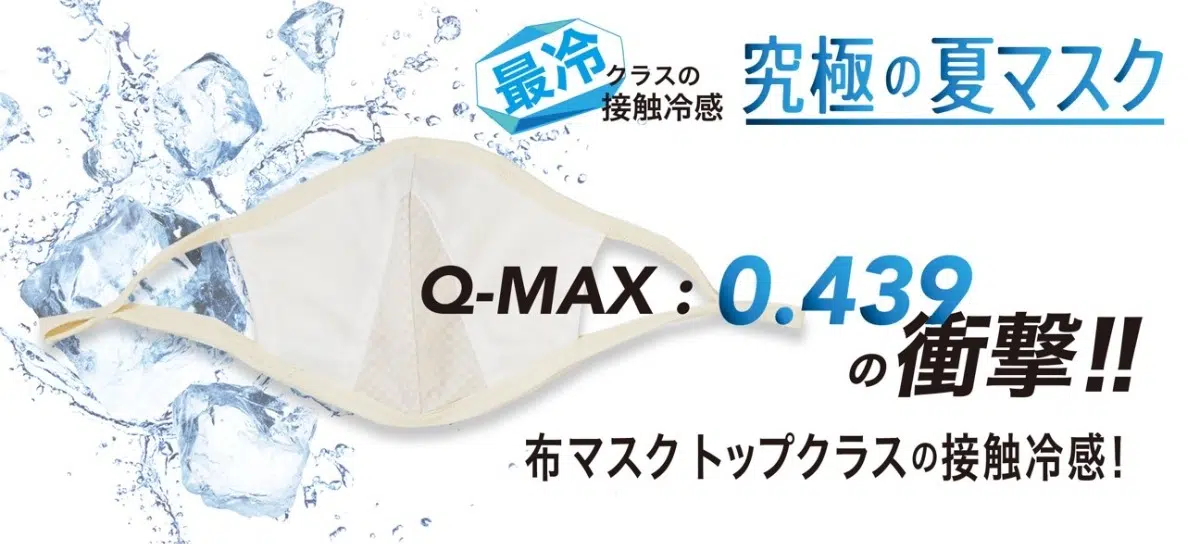 最冷
クラスの
接触冷感
究極の夏マスク
Q-MAX : 0.439
の衝撃!!
布マスクトップクラスの接触冷感!